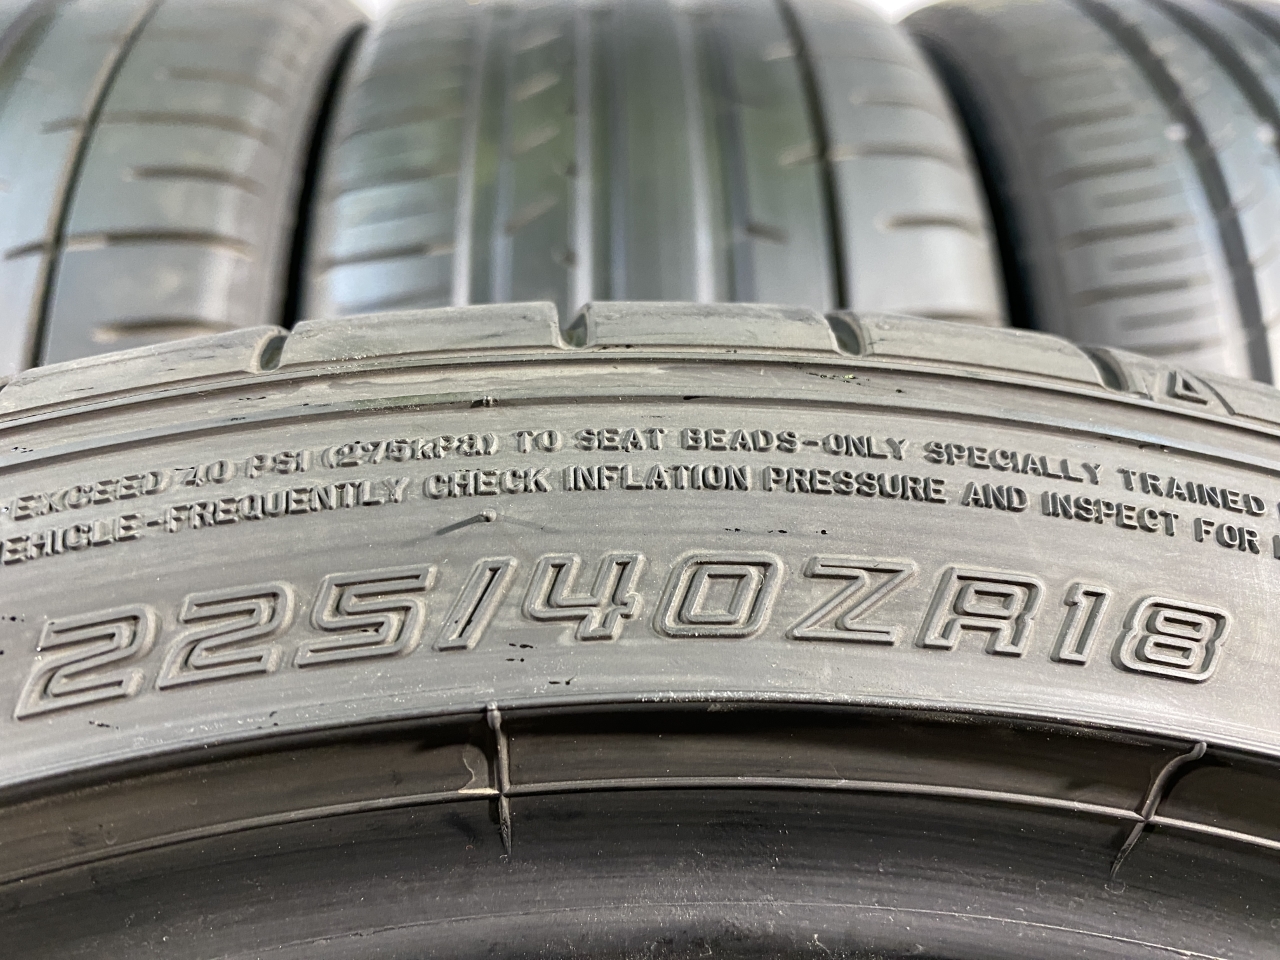 EXCEED 40 PSI (275kPa) TO SEAT BEADS-ONLY SPECIALLY TRAINED
EHICLE-FREQUENTLY CHECK INFLATION PRESSURE AND INSPECT FOR
225/40ZR18